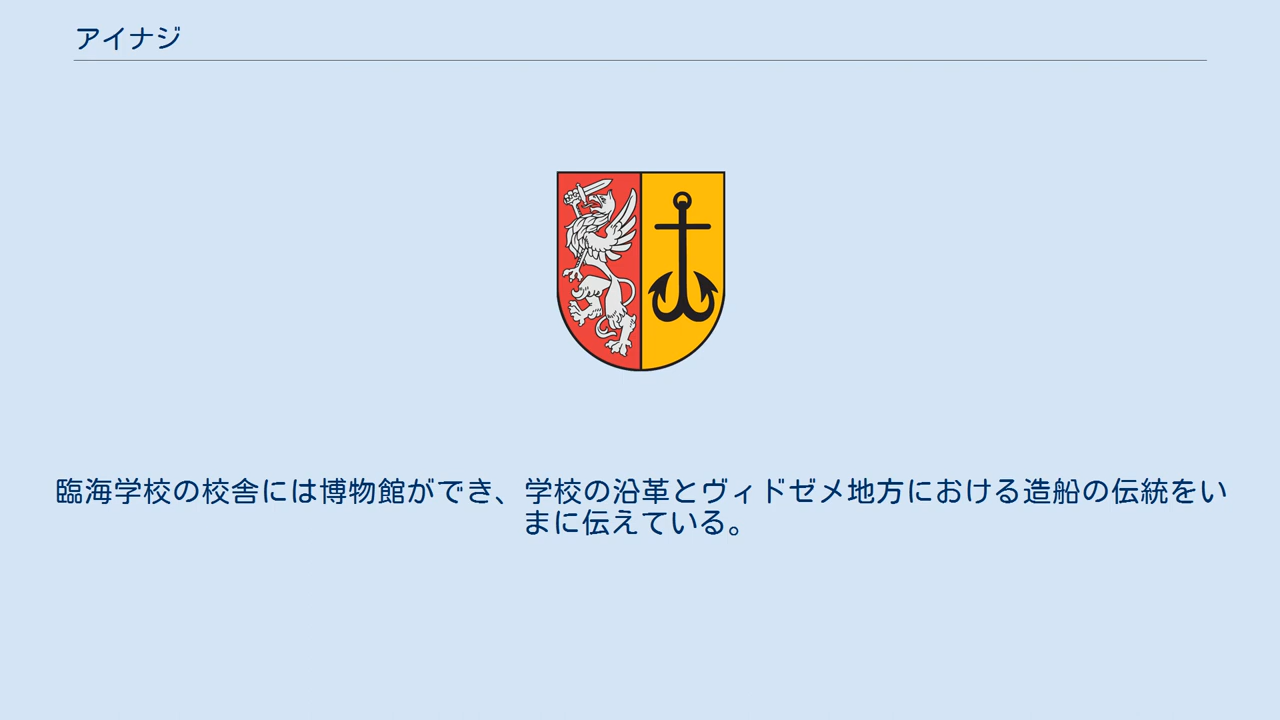 アイナジ
臨海学校の校舎には博物館ができ、学校の沿革とヴィドゼメ地方における造船の伝統をい
まに伝えている。